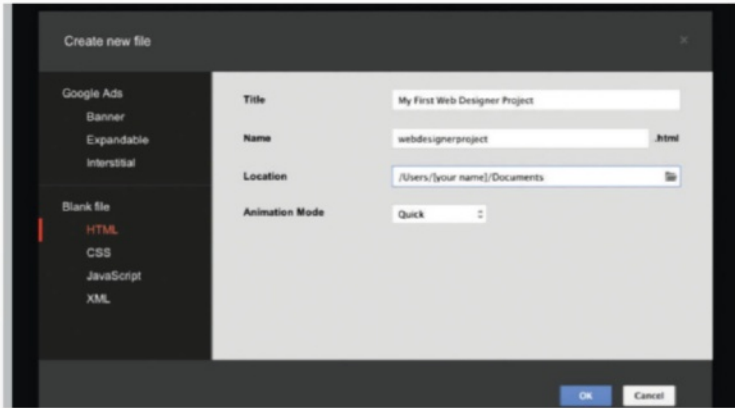 Create new file
×
Google Ads
Banner
Expandable
Interstitial
Blank file
HTML
CSS
JavaScript
XML
Title
My First Web Designer Project
Name
webdesignerproject .html
Location
/Users/[your name]/Documents
Animation Mode
Quick
OK
Cancel